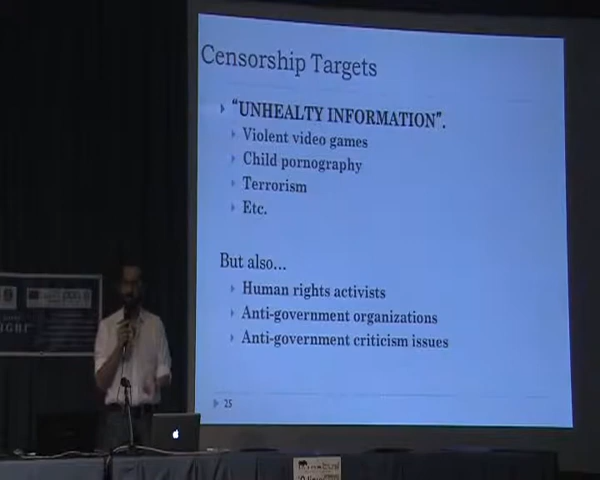 Censorship Targets
"UNHEALTY INFORMATION".
Violent video games
Child pornography
Terrorism
Etc.
But also...
Human rights activists
Anti-government organizations
Anti-government criticism issues
25